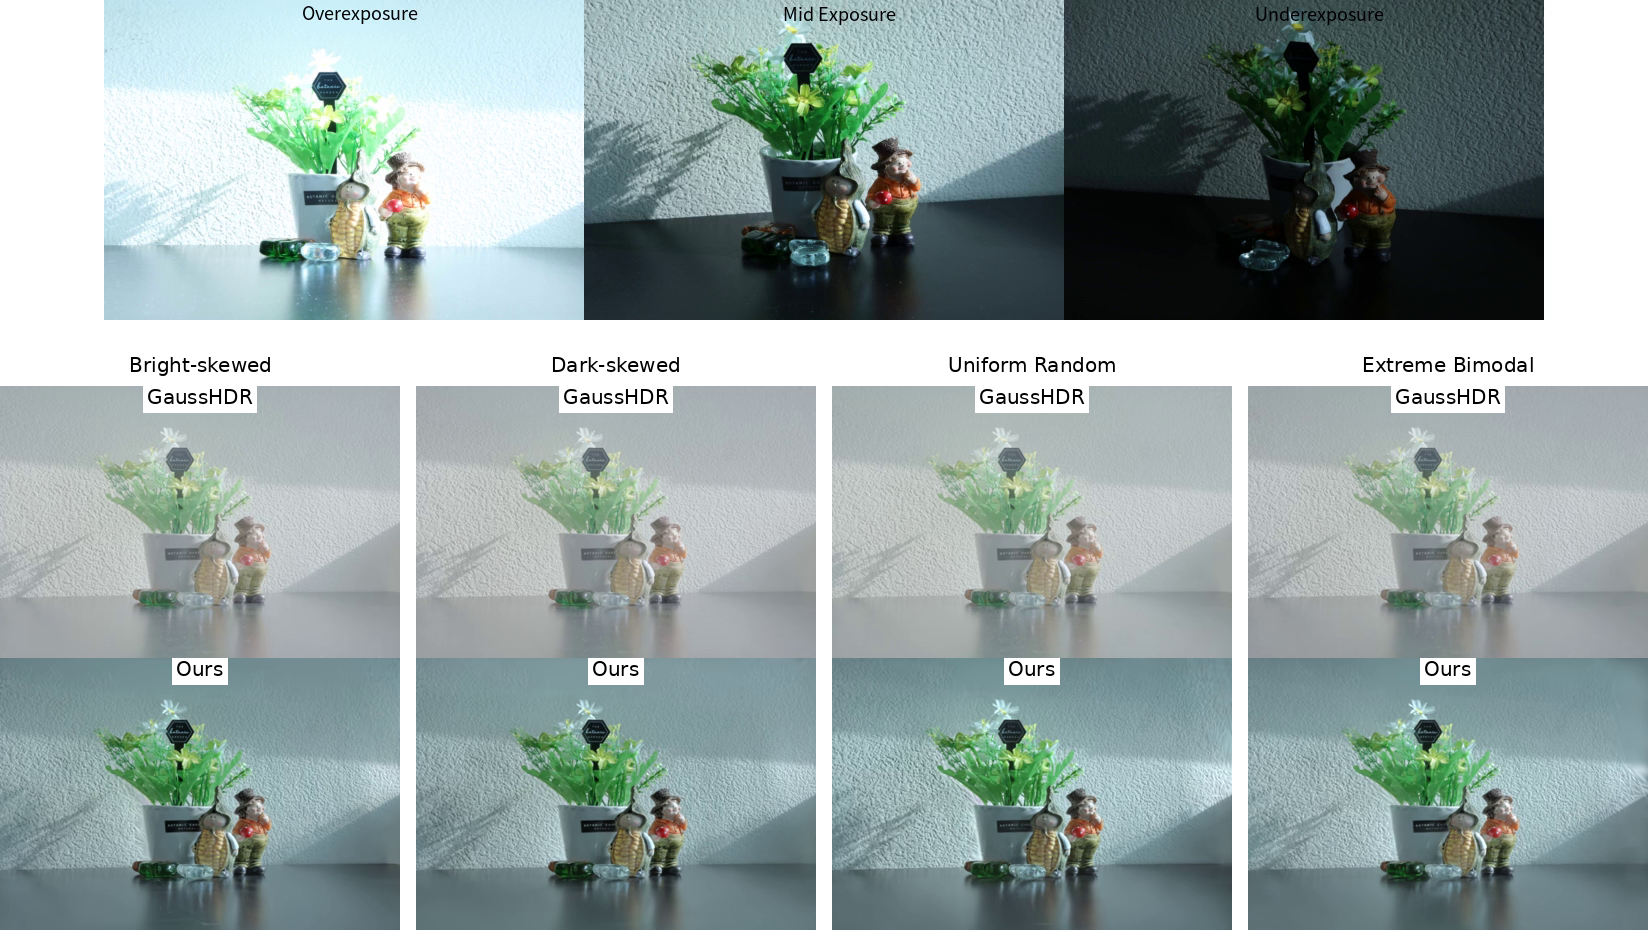 Overexposure
Mid Exposure
Underexposure
Bright-skewed
Dark-skewed
Uniform Random
Extreme Bimodal
GaussHDR
GaussHDR
GaussHDR
GaussHDR
Ours
Ours
Ours
Ours